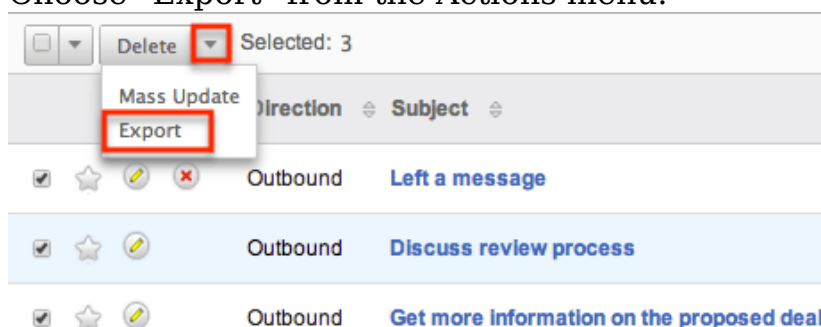 Choose "Export" from the Actions menu.
Delete Selected: 3
Mass Update
Direction Subject
Export
Outbound Left a message
Outbound Discuss review process
Outbound Get more information on the proposed deal